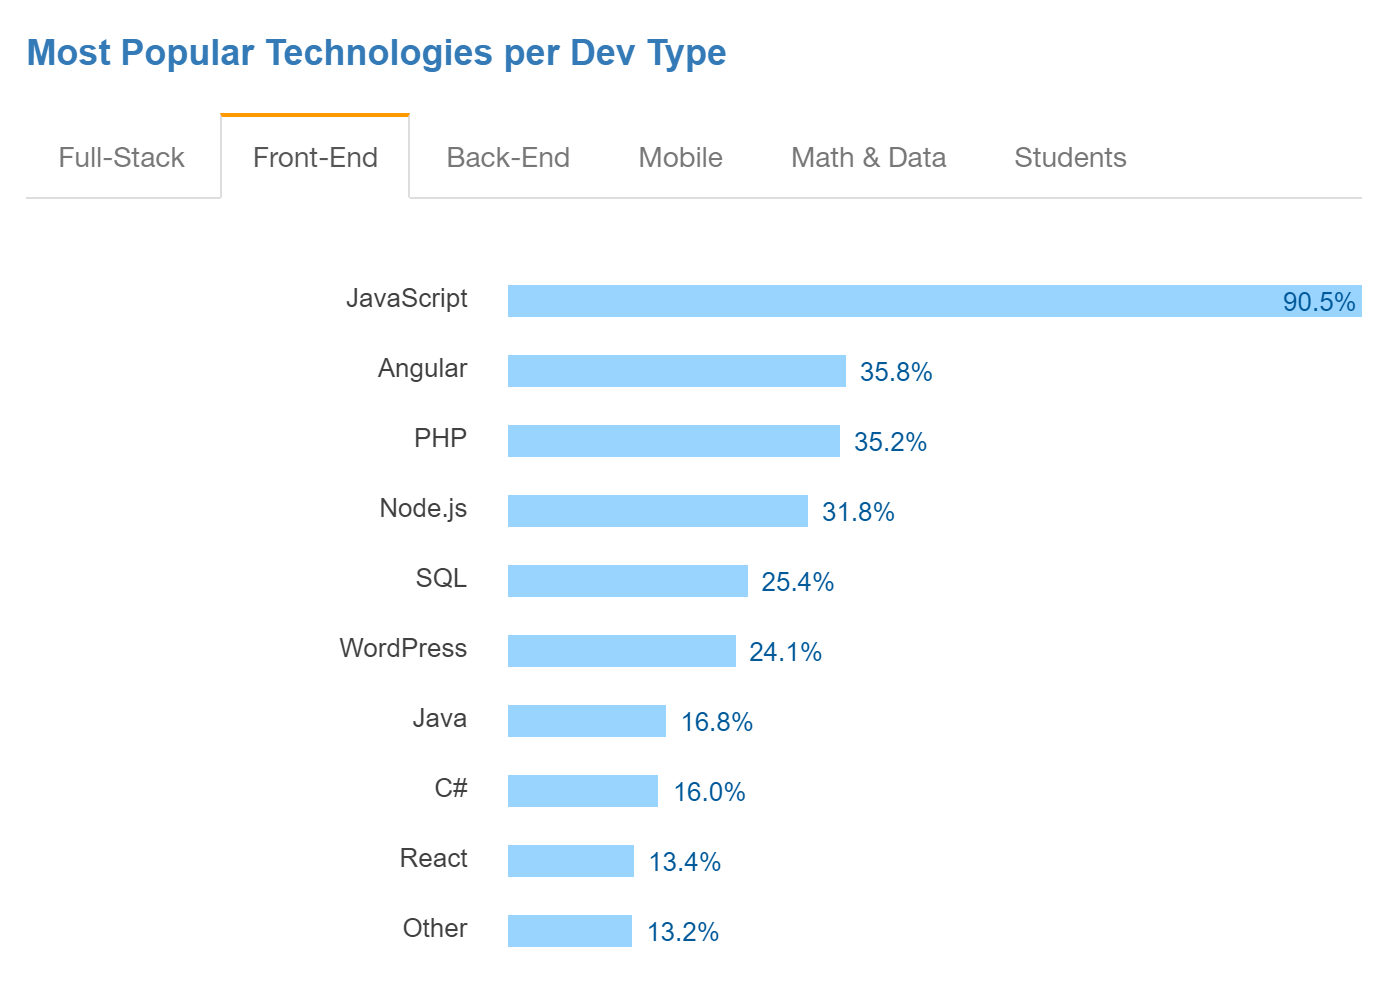 Most Popular Technologies per Dev Type
Full-Stack Front-End Back-End Mobile Math & Data Students
JavaScript 90.5%
Angular 35.8%
PHP 35.2%
Node.js 31.8%
SQL 25.4%
WordPress 24.1%
Java 16.8%
C# 16.0%
React 13.4%
Other 13.2%